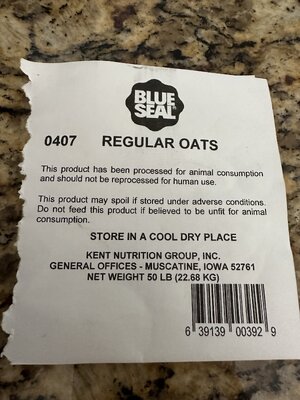 BLUE
SEAL®
0407 REGULAR OATS
This product has been processed for animal consumption
and should not be reprocessed for human use.
This product may spoil if stored under adverse conditions.
Do not feed this product if believed to be unfit for animal
consumption.
STORE IN A COOL DRY PLACE
KENT NUTRITION GROUP, INC.
GENERAL OFFICES - MUSCATINE, IOWA 52761
NET WEIGHT 50 LB (22.68 KG)
6 39139 00392 9